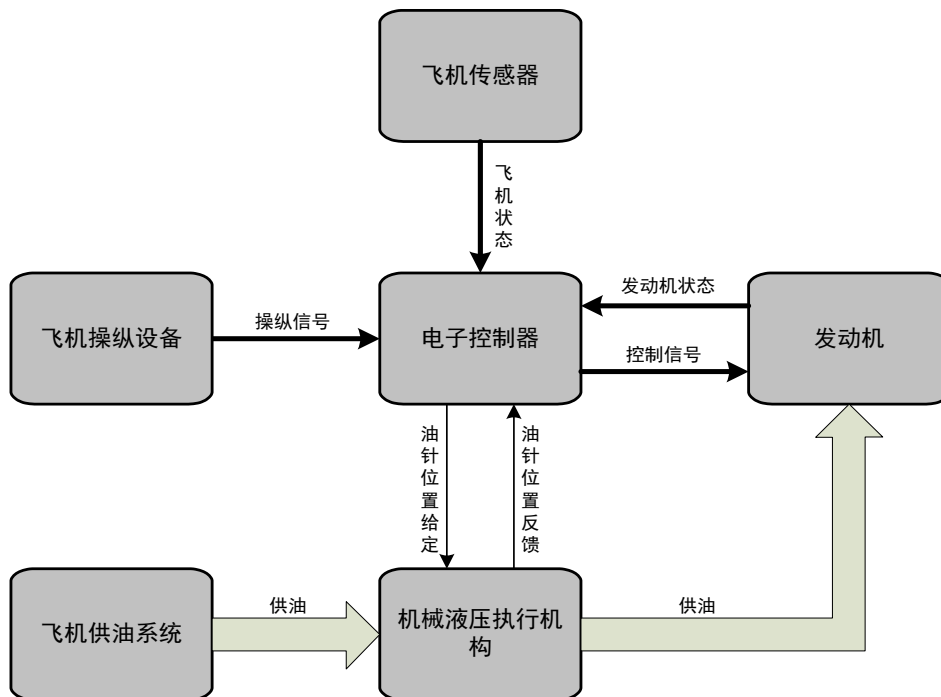 飞机传感器
飞机状态
飞机操纵设备
操纵信号
电子控制器
发动机状态
控制信号
发动机
油针位置给定
油针位置反馈
飞机供油系统
供油
机械液压执行机
构
供油